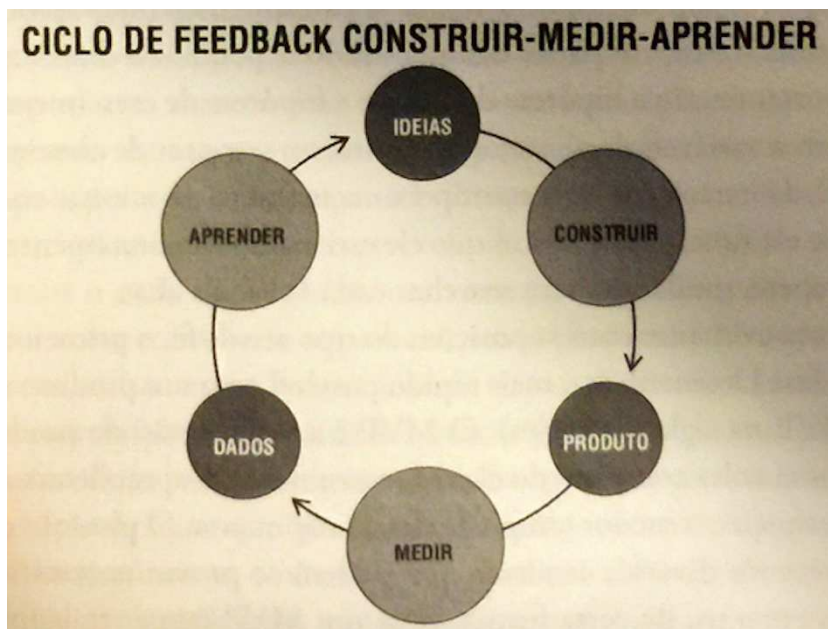 CICLO DE FEEDBACK CONSTRUIR-MEDIR-APRENDER
IDEIAS
CONSTRUIR
PRODUTO
MEDIR
DADOS
APRENDER